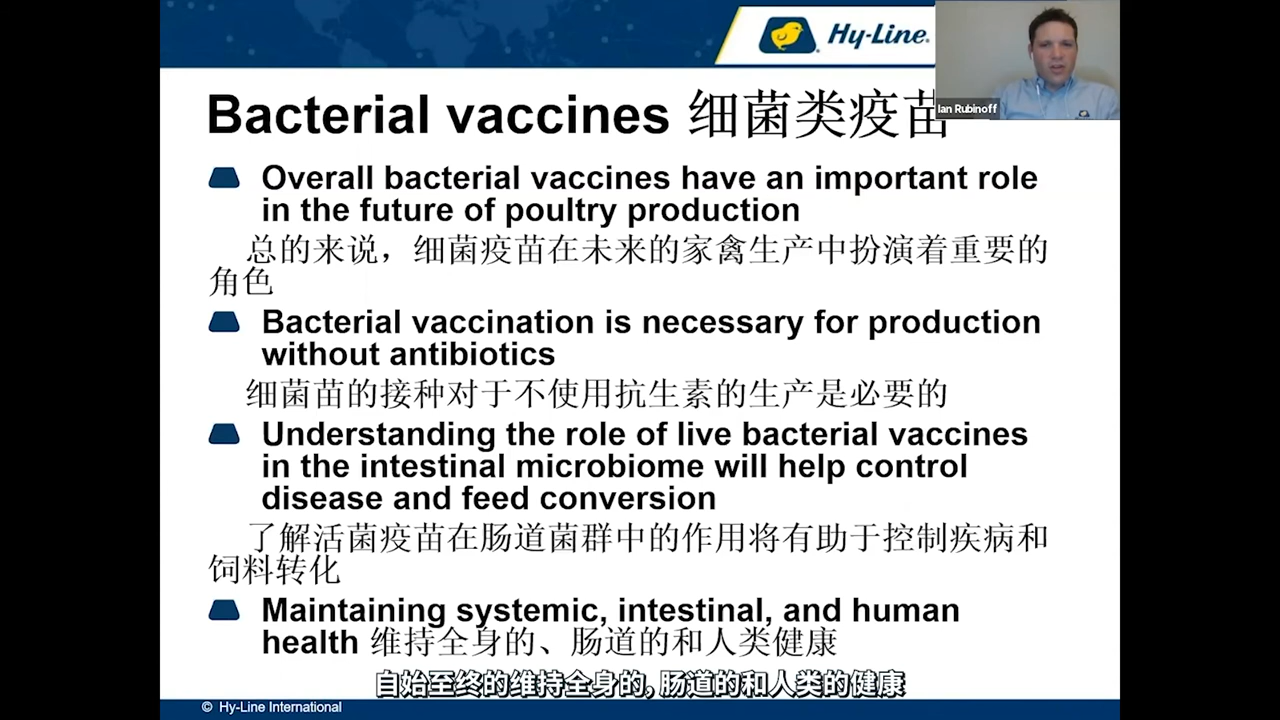 Hy-Line
Ian Rubinoff
Bacterial vaccines 细菌类疫苗
Overall bacterial vaccines have an important role
in the future of poultry production
总的来说，细菌疫苗在未来的家禽生产中扮演着重要的
角色
Bacterial vaccination is necessary for production
without antibiotics
细菌苗的接种对于不使用抗生素的生产是必要的
Understanding the role of live bacterial vaccines
in the intestinal microbiome will help control
disease and feed conversion
了解活菌疫苗在肠道菌群中的作用将有助于控制疾病和
饲料转化
Maintaining systemic, intestinal, and human
health 维持全身的、肠道的和人类健康
自始至终的维持全身的,肠道的和人类的健康
© Hy-Line International